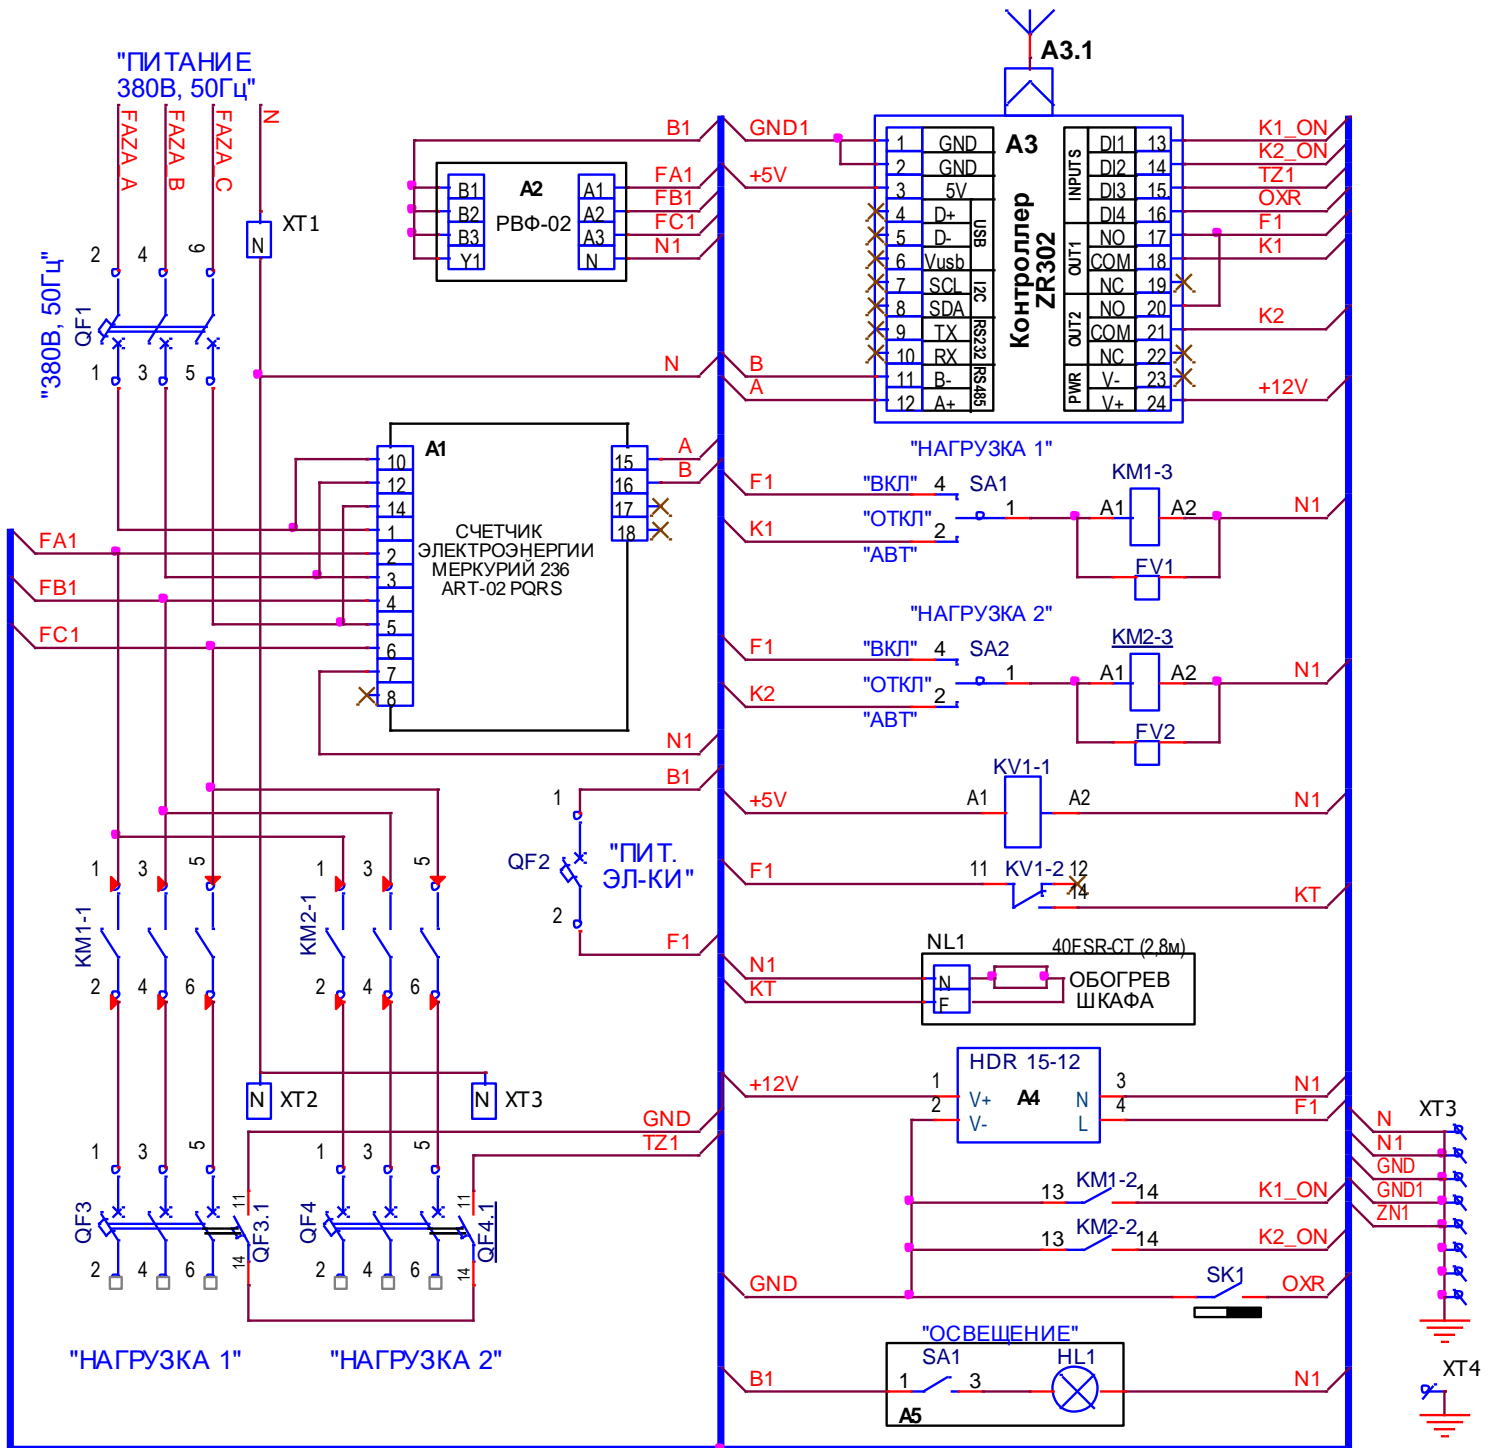 "ПИТАНИЕ
380В, 50Гц"
FAZA_A
FAZA_B
FAZA_C
N
XT1
N
"380В, 50Гц"
QF1
2
4
6
1
3
5
B1
A2
РВФ-02
B1
B2
B3
Y1
A1
A2
A3
N
FA1
FB1
FC1
N1
N
A3.1
A3
Контроллер
ZR302
GND1
+5V
B
A
1 GND
2 GND
3 5V
4 D+
5 D-
6 Vusb
7 SCL
8 SDA
9 TX
10 RX
11 B-
12 A+
USB
I2C
RS232
RS485
INPUTS
OUT1
OUT2
PWR
DI1 13
DI2 14
DI3 15
DI4 16
NO 17
COM 18
NC 19
NO 20
COM 21
NC 22
V- 23
V+ 24
K1_ON
K2_ON
TZ1
OXR
F1
K1
K2
+12V
A1
СЧЕТЧИК
ЭЛЕКТРОЭНЕРГИИ
МЕРКУРИЙ 236
ART-02 PQRS
10
12
14
1
2
3
4
5
6
7
8
15
16
17
18
A
B
FA1
FB1
FC1
N1
B1
"НАГРУЗКА 1"
F1
"ВКЛ"
4
SA1
K1
"ОТКЛ"
2
"АВТ"
1
KM1-3
A1
A2
FV1
N1
"НАГРУЗКА 2"
F1
"ВКЛ"
4
SA2
K2
"ОТКЛ"
2
"АВТ"
1
KM2-3
A1
A2
FV2
N1
KV1-1
+5V
A1
A2
N1
F1
11
KV1-2
12
14
KT
1
QF2
2
"ПИТ.
ЭЛ-КИ"
F1
NL1
40FSR-CT (2,8м)
N1
KT
N
F
ОБОГРЕВ
ШКАФА
KM1-1
1
3
5
2
4
6
KM2-1
1
3
5
2
4
6
N
XT2
N
XT3
GND
TZ1
HDR 15-12
A4
+12V
1
2
V+
V-
N
L
3
4
N1
F1
13
KM1-2
14
K1_ON
13
KM2-2
14
K2_ON
GND
SK1
OXR
QF3
1
3
5
2
4
6
11
14
QF3.1
QF4
1
3
5
2
4
6
11
14
QF4.1
"НАГРУЗКА 1"
"НАГРУЗКА 2"
"ОСВЕЩЕНИЕ"
B1
SA1
1
3
HL1
A5
N1
XT3
N
N1
GND
GND1
ZN1
XT4